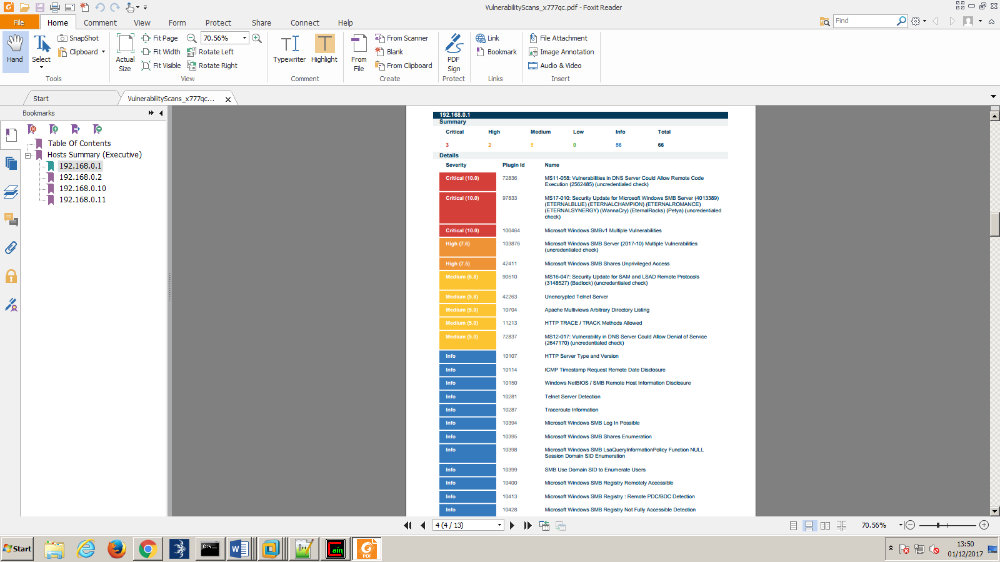 VulnerabilityScans_x777qc.pdf - Foxit Reader
File Home Comment View Form Protect Share Connect Help
Find
Hand
Select
SnapShot
Clipboard
Tools
Actual Size
Fit Page
Fit Width
Fit Visible
70.56%
Rotate Left
Rotate Right
View
Typewriter
Highlight
Comment
From File
From Scanner
Blank
From Clipboard
Create
PDF Sign
Protect
Link
Bookmark
Links
File Attachment
Image Annotation
Audio & Video
Insert
Start
VulnerabilityScans_x777qc...
Bookmarks
Table Of Contents
Hosts Summary (Executive)
192.168.0.1
192.168.0.2
192.168.0.10
192.168.0.11
192.168.0.1
Summary
Critical High Medium Low Info Total
3 2 5 0 56 66
Details
Severity Plugin Id Name
Critical (10.0) 72836 MS11-058: Vulnerabilities in DNS Server Could Allow Remote Code
Execution (2562485) (uncredentialed check)
Critical (10.0) 97833 MS17-010: Security Update for Microsoft Windows SMB Server (4013389)
(ETERNALBLUE) (ETERNALCHAMPION) (ETERNALROMANCE)
(ETERNALSYNERGY) (WannaCry) (EternalRocks) (Petya) (uncredentialed
check)
Critical (10.0) 100464 Microsoft Windows SMBv1 Multiple Vulnerabilities
High (7.6) 103876 Microsoft Windows SMB Server (2017-10) Multiple Vulnerabilities
(uncredentialed check)
High (7.5) 42411 Microsoft Windows SMB Shares Unprivileged Access
Medium (6.8) 90510 MS16-047: Security Update for SAM and LSAD Remote Protocols
(3148527) (Badlock) (uncredentialed check)
Medium (5.8) 42263 Unencrypted Telnet Server
Medium (5.0) 10704 Apache Multiviews Arbitrary Directory Listing
Medium (5.0) 11213 HTTP TRACE / TRACK Methods Allowed
Medium (5.0) 72837 MS12-017: Vulnerability in DNS Server Could Allow Denial of Service
(2647170) (uncredentialed check)
Info 10107 HTTP Server Type and Version
Info 10114 ICMP Timestamp Request Remote Date Disclosure
Info 10150 Windows NetBIOS / SMB Remote Host Information Disclosure
Info 10281 Telnet Server Detection
Info 10287 Traceroute Information
Info 10394 Microsoft Windows SMB Log In Possible
Info 10395 Microsoft Windows SMB Shares Enumeration
Info 10398 Microsoft Windows SMB LsaQueryInformationPolicy Function NULL
Session Domain SID Enumeration
Info 10399 SMB Use Domain SID to Enumerate Users
Info 10400 Microsoft Windows SMB Registry Remotely Accessible
Info 10413 Microsoft Windows SMB Registry : Remote PDC/BDC Detection
Info 10428 Microsoft Windows SMB Registry Not Fully Accessible Detection
4 (4 / 13)
70.56%
Start
C:\
ain
PDF
13:50
01/12/2017